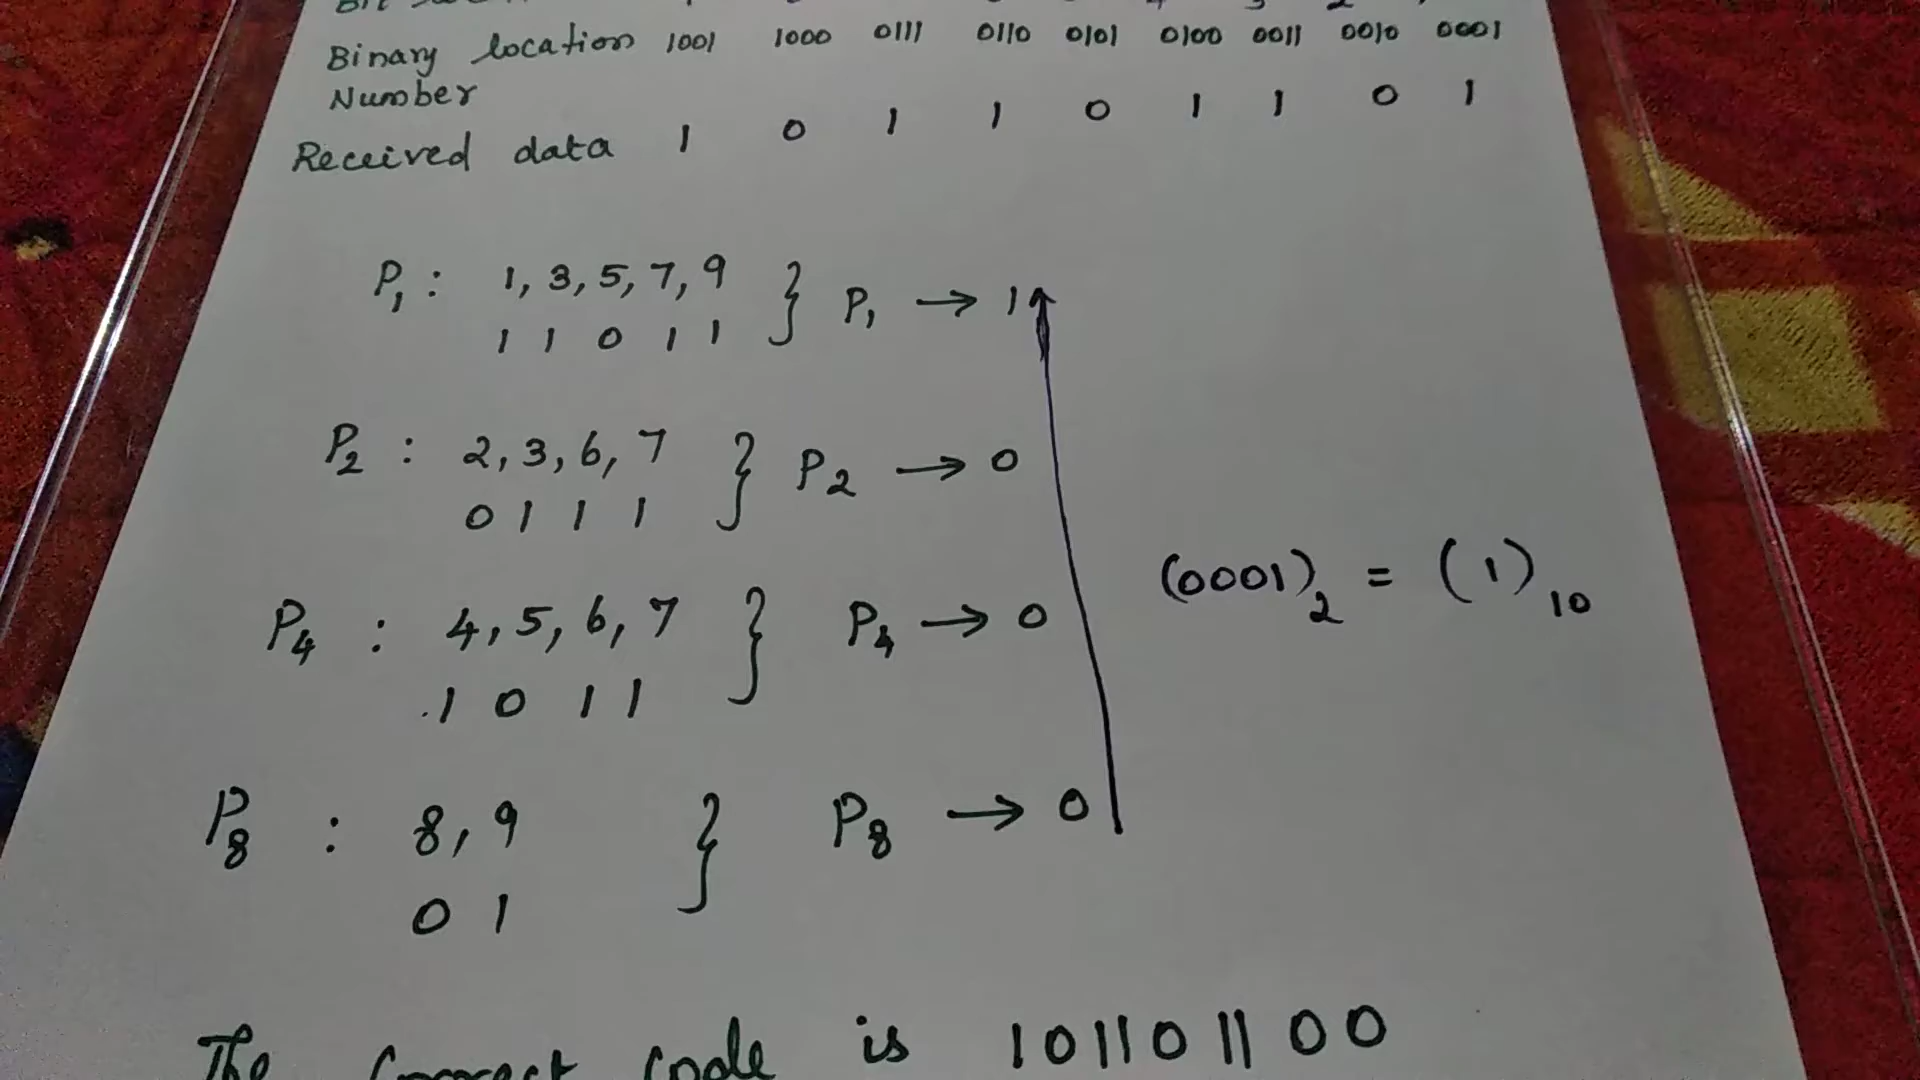 Binary location 1001 1000 0111 0110 0101 0100 0011 0010 0001
Number
Received data 1 0 1 1 0 1 1 0 1
P1 : 1, 3, 5, 7, 9 } P1 → 1
1 1 0 1 1
P2 : 2, 3, 6, 7 } P2 → 0
0 1 1 1
(0001)2 = (1)10
P4 : 4, 5, 6, 7 } P4 → 0
1 0 1 1
P8 : 8, 9 } P8 → 0
0 1
The correct code is 101101100